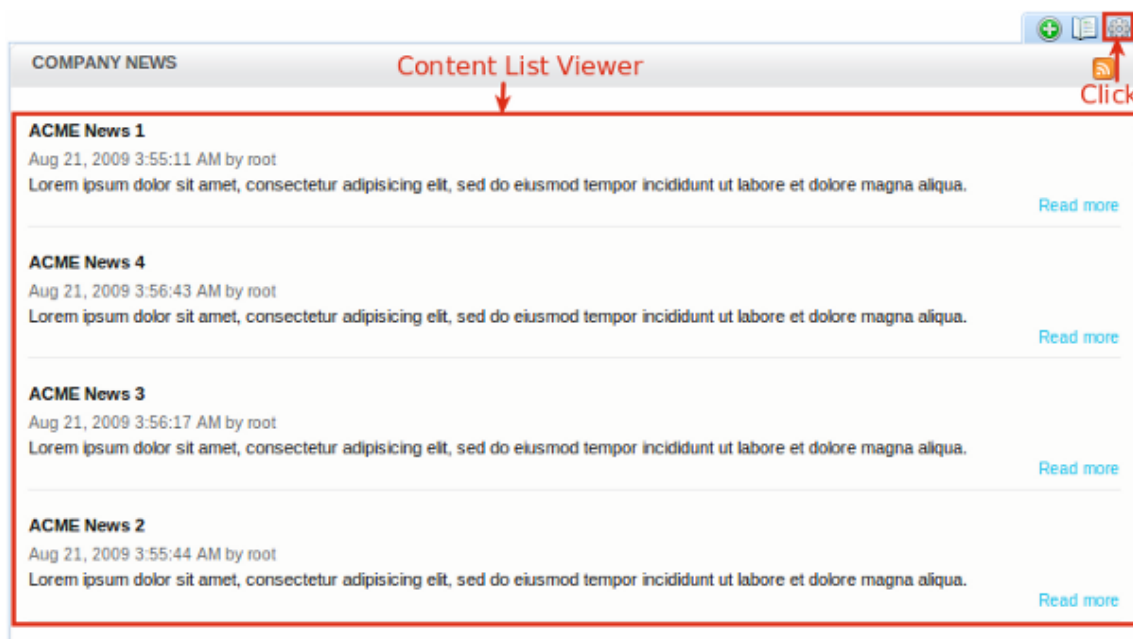 COMPANY NEWS
Content List Viewer
Click
ACME News 1
Aug 21, 2009 3:55:11 AM by root
Lorem ipsum dolor sit amet, consectetur adipisicing elit, sed do eiusmod tempor incididunt ut labore et dolore magna aliqua.
Read more
ACME News 4
Aug 21, 2009 3:56:43 AM by root
Lorem ipsum dolor sit amet, consectetur adipisicing elit, sed do eiusmod tempor incididunt ut labore et dolore magna aliqua.
Read more
ACME News 3
Aug 21, 2009 3:56:17 AM by root
Lorem ipsum dolor sit amet, consectetur adipisicing elit, sed do eiusmod tempor incididunt ut labore et dolore magna aliqua.
Read more
ACME News 2
Aug 21, 2009 3:55:44 AM by root
Lorem ipsum dolor sit amet, consectetur adipisicing elit, sed do eiusmod tempor incididunt ut labore et dolore magna aliqua.
Read more